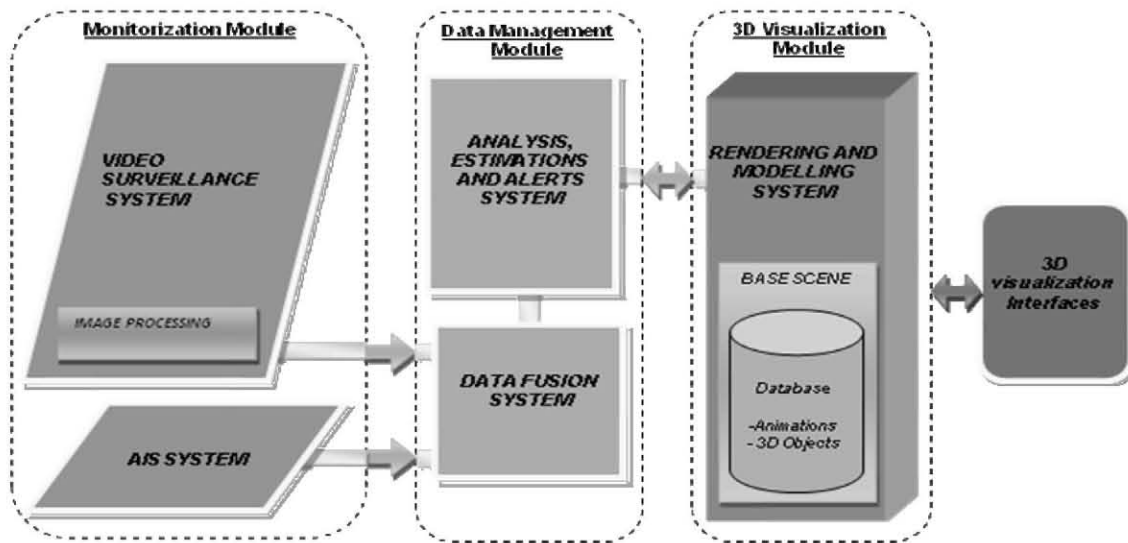 Monitorization Module
VIDEO
SURVEILLANCE
SYSTEM
IMAGE PROCESSING
AIS SYSTEM
Data Management
Module
ANALYSIS,
ESTIMATIONS
AND ALERTS
SYSTEM
DATA FUSION
SYSTEM
3D Visualization
Module
RENDERING AND
MODELLING
SYSTEM
BASE SCENE
Database
-Animations
- 3D Objects
3D
visualization
Interfaces